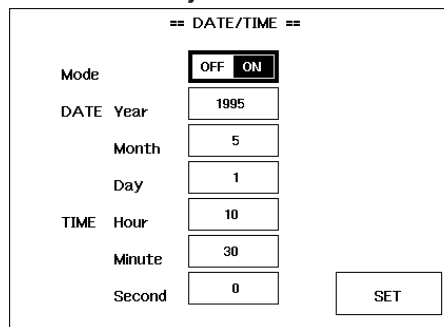 == DATE/TIME ==
Mode OFF ON
DATE Year 1995
Month 5
Day 1
TIME Hour 10
Minute 30
Second 0 SET